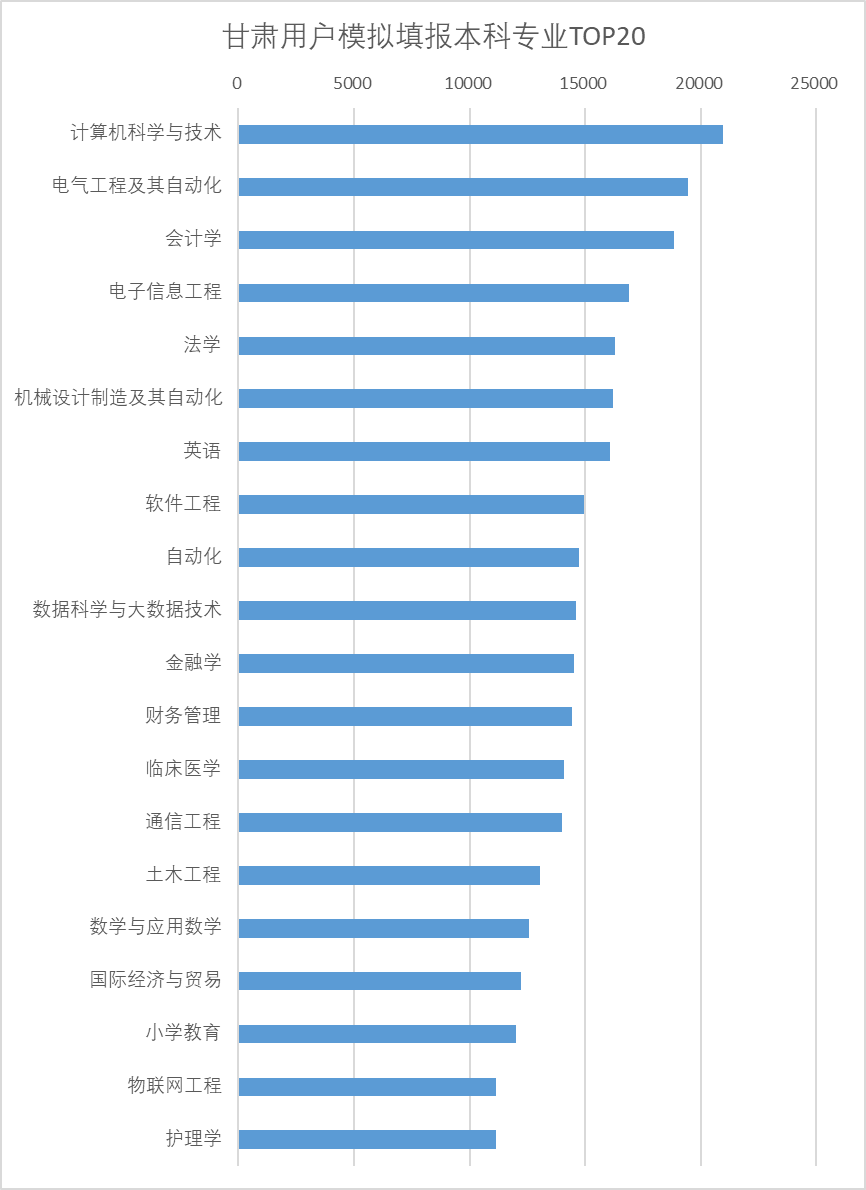 甘肃用户模拟填报本科专业TOP20
0 5000 10000 15000 20000 25000
计算机科学与技术
电气工程及其自动化
会计学
电子信息工程
法学
机械设计制造及其自动化
英语
软件工程
自动化
数据科学与大数据技术
金融学
财务管理
临床医学
通信工程
土木工程
数学与应用数学
国际经济与贸易
小学教育
物联网工程
护理学